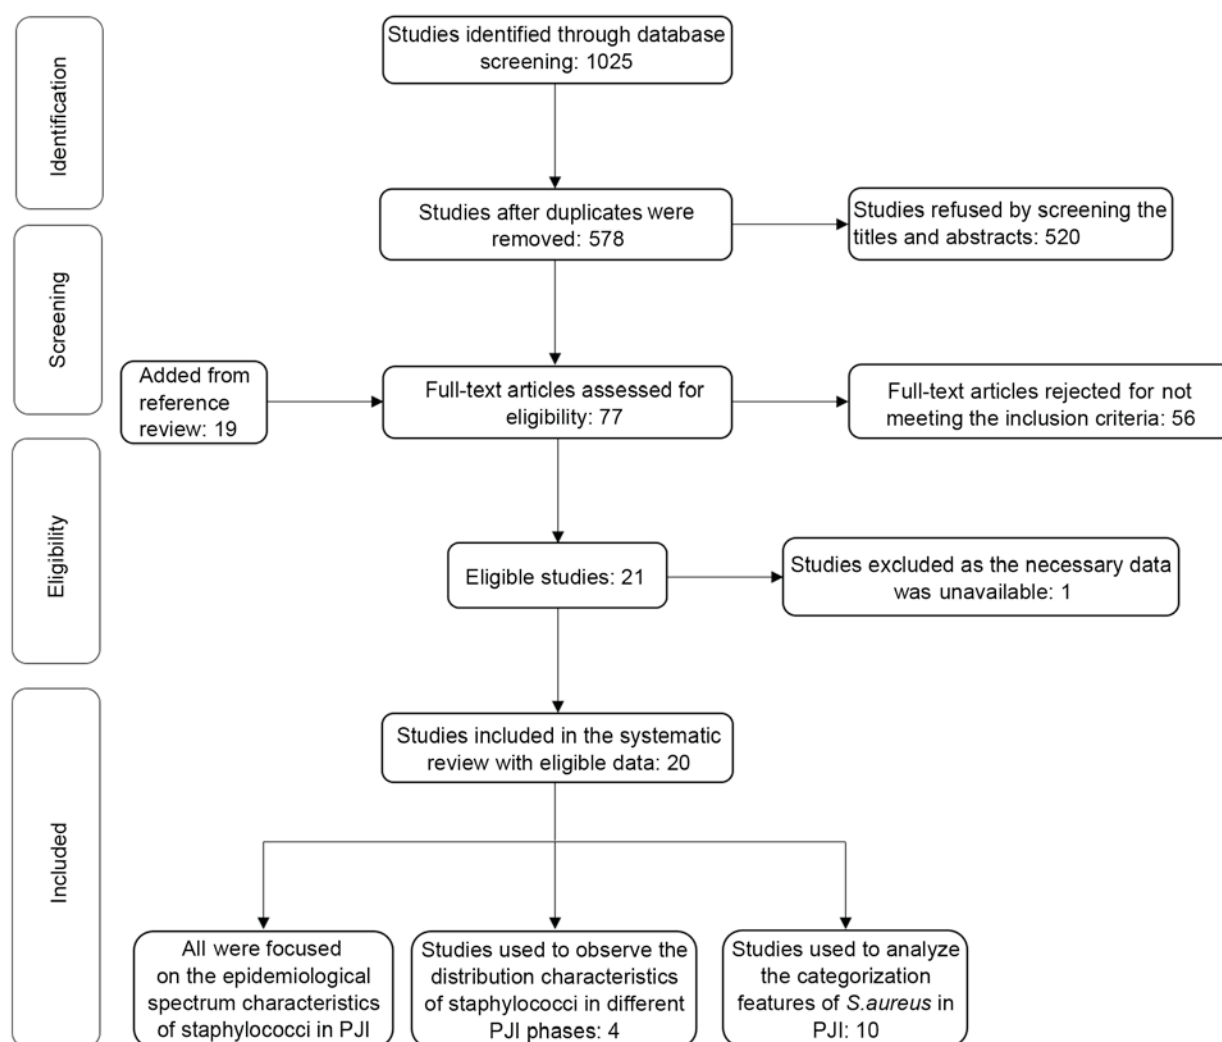 Identification
Studies identified through database
screening: 1025
Studies after duplicates were
removed: 578
Studies refused by screening the
titles and abstracts: 520
Screening
Added from
reference
review: 19
Full-text articles assessed for
eligibility: 77
Full-text articles rejected for not
meeting the inclusion criteria: 56
Eligibility
Eligible studies: 21
Studies excluded as the necessary data
was unavailable: 1
Included
Studies included in the systematic
review with eligible data: 20
All were focused
on the epidemiological
spectrum characteristics
of staphylococci in PJI
Studies used to observe the
distribution characteristics
of staphylococci in different
PJI phases: 4
Studies used to analyze
the categorization
features of S.aureus in
PJI: 10